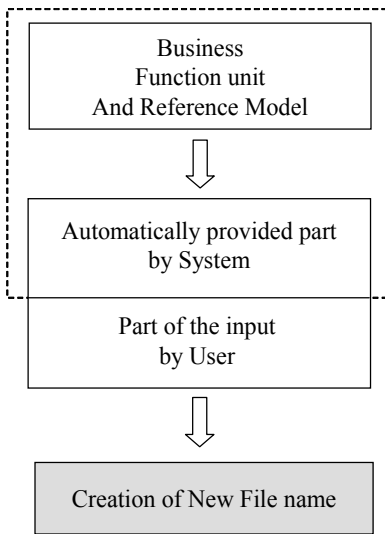 Business
Function unit
And Reference Model
Automatically provided part
by System
Part of the input
by User
Creation of New File name